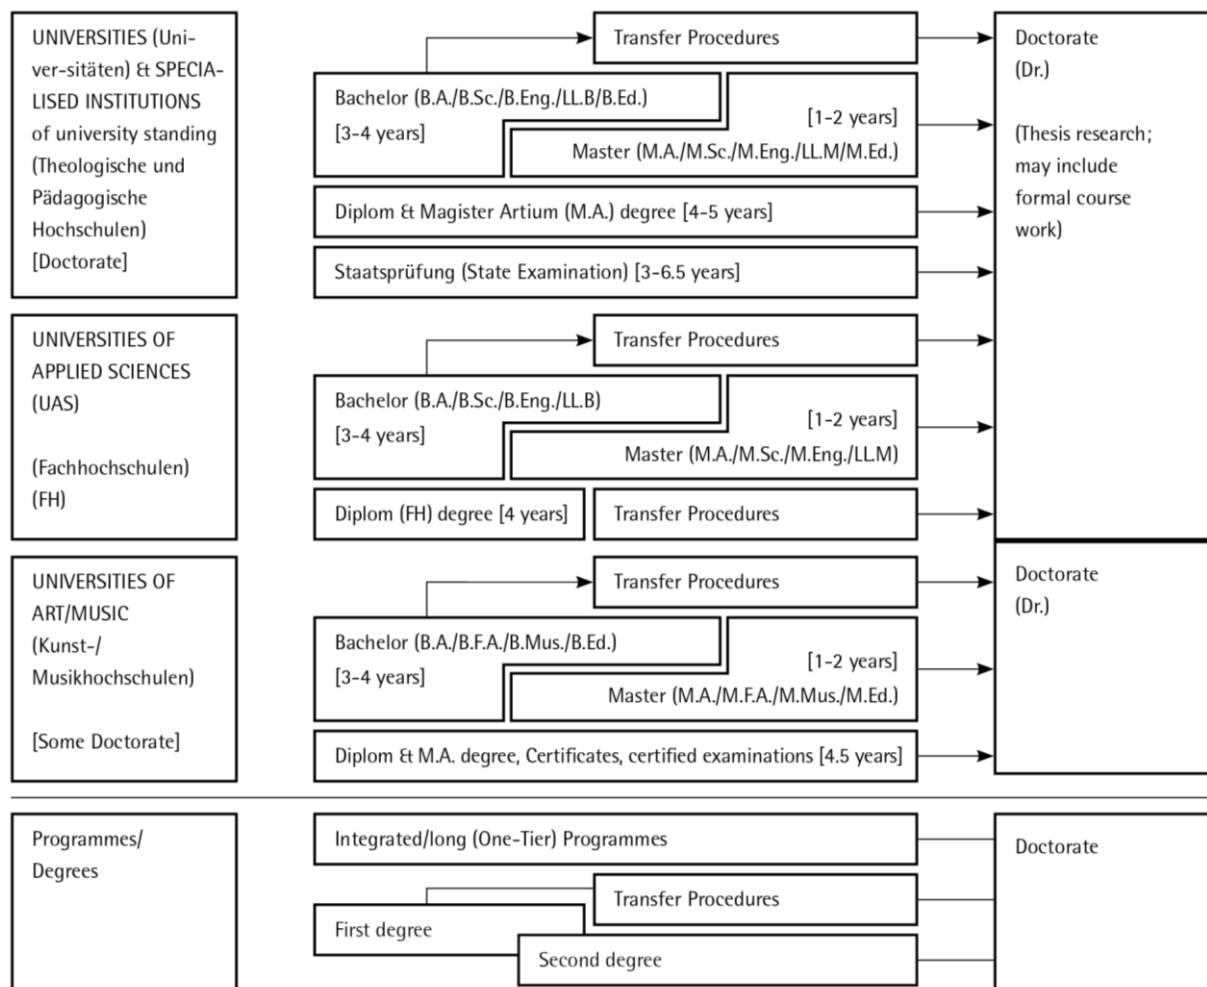 UNIVERSITIES (Uni-
ver-sitäten) & SPECIA-
LISED INSTITUTIONS
of university standing
(Theologische und
Pädagogische
Hochschulen)
[Doctorate]
Transfer Procedures
Bachelor (B.A./B.Sc./B.Eng./LL.B/B.Ed.)
[3-4 years]
[1-2 years]
Master (M.A./M.Sc./M.Eng./LL.M/M.Ed.)
Diplom & Magister Artium (M.A.) degree [4-5 years]
Staatsprüfung (State Examination) [3-6.5 years]
Doctorate
(Dr.)
(Thesis research;
may include
formal course
work)
UNIVERSITIES OF
APPLIED SCIENCES
(UAS)
(Fachhochschulen)
(FH)
Transfer Procedures
Bachelor (B.A./B.Sc./B.Eng./LL.B)
[3-4 years]
[1-2 years]
Master (M.A./M.Sc./M.Eng./LL.M)
Diplom (FH) degree [4 years]
Transfer Procedures
UNIVERSITIES OF
ART/MUSIC
(Kunst-/
Musikhochschulen)
[Some Doctorate]
Transfer Procedures
Bachelor (B.A./B.F.A./B.Mus./B.Ed.)
[3-4 years]
[1-2 years]
Master (M.A./M.F.A./M.Mus./M.Ed.)
Diplom & M.A. degree, Certificates, certified examinations [4.5 years]
Doctorate
(Dr.)
Programmes/
Degrees
Integrated/long (One-Tier) Programmes
Transfer Procedures
First degree
Second degree
Doctorate